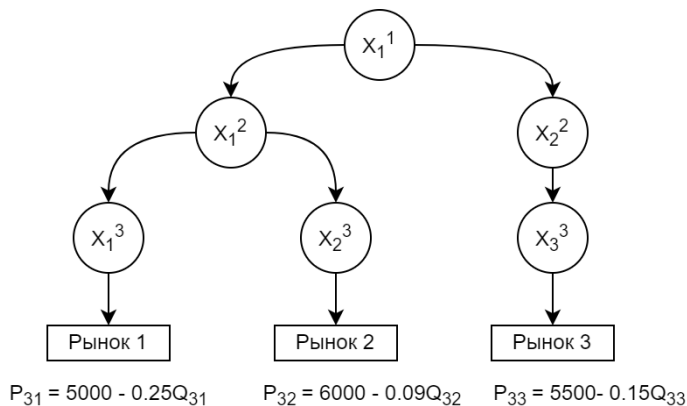 X₁¹
X₁² X₂²
X₁³ X₂³ X₃³
Рынок 1 Рынок 2 Рынок 3
P₃₁ = 5000 - 0.25Q₃₁ P₃₂ = 6000 - 0.09Q₃₂ P₃₃ = 5500- 0.15Q₃₃